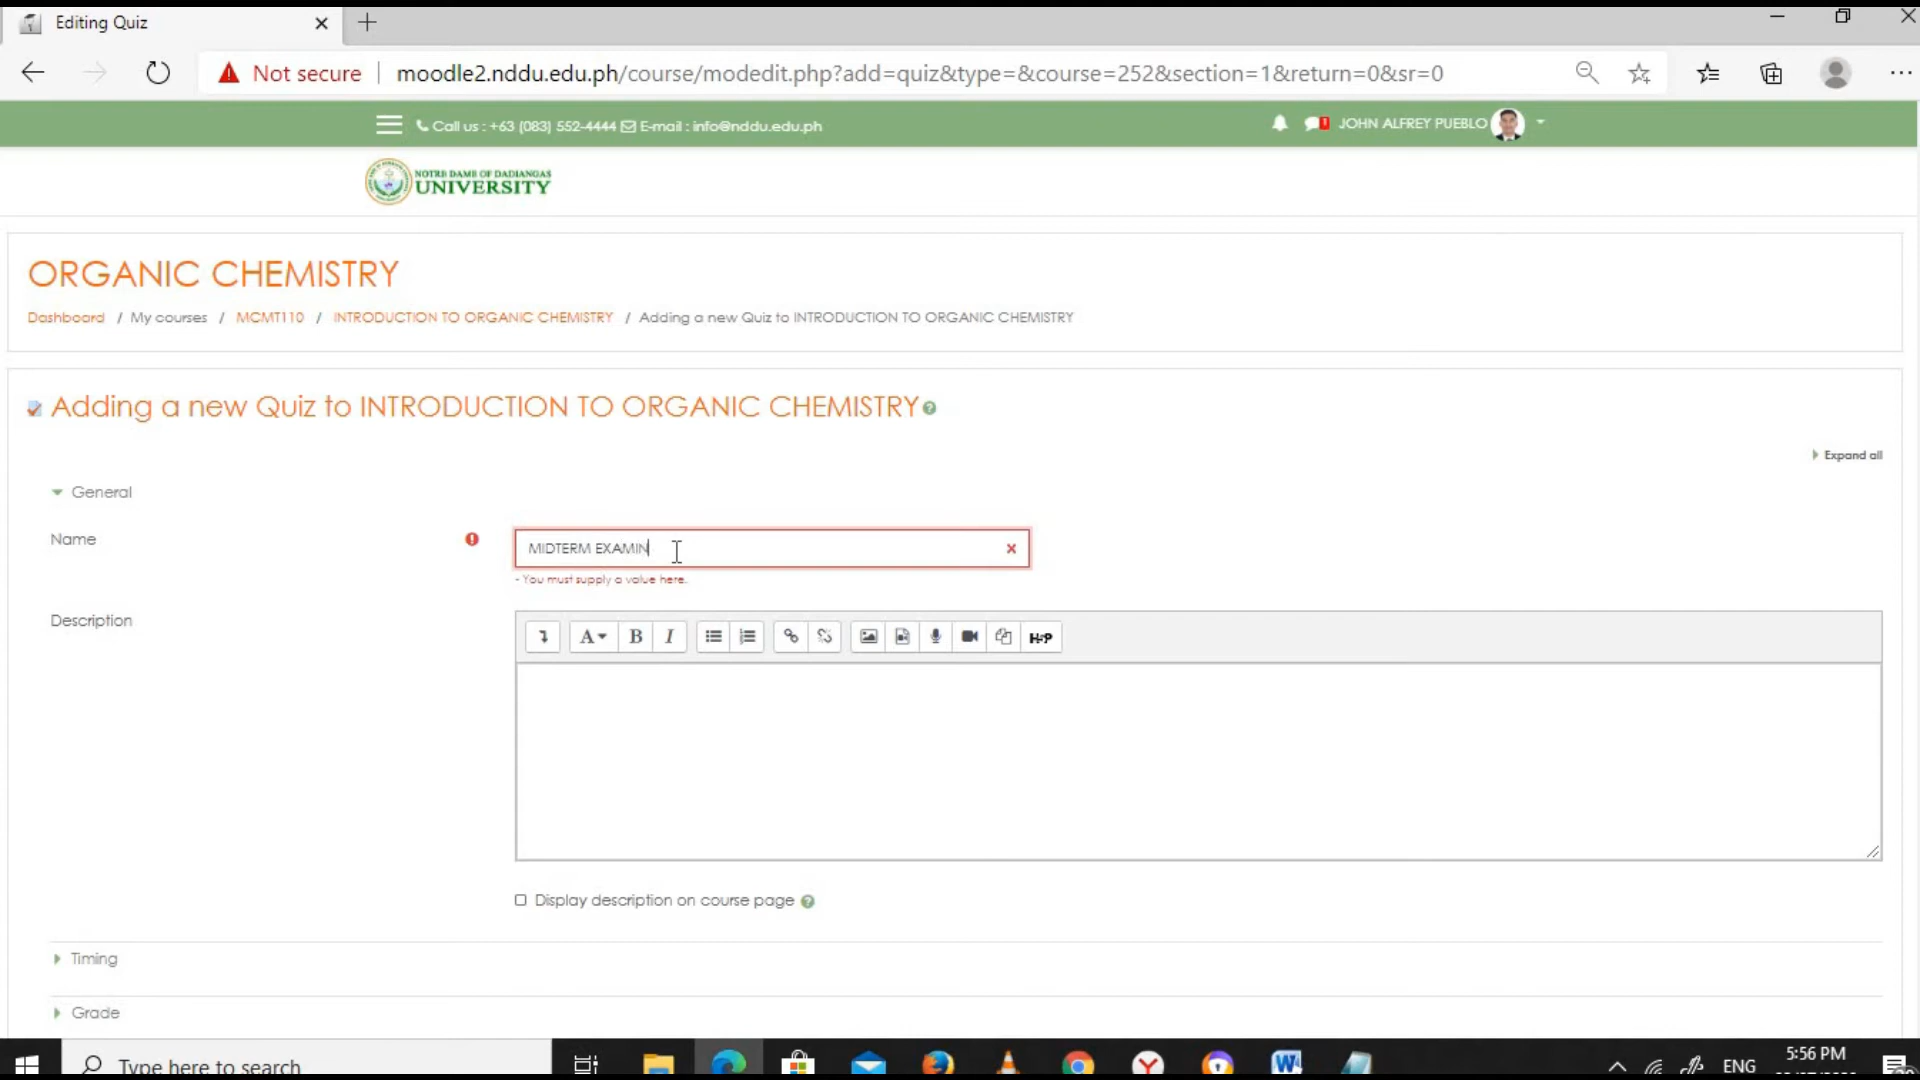 Editing Quiz
Not secure
moodle2.nddu.edu.ph/course/modedit.php?add=quiz&type=&course=252&section=1&return=0&sr=0
Call us : +63 (083) 552-4444 E-mail : info@nddu.edu.ph
JOHN ALFREY PUEBLO
NOTRE DAME OF DADIANGAS
UNIVERSITY
ORGANIC CHEMISTRY
Dashboard / My courses / MCMT110 / INTRODUCTION TO ORGANIC CHEMISTRY / Adding a new Quiz to INTRODUCTION TO ORGANIC CHEMISTRY
Adding a new Quiz to INTRODUCTION TO ORGANIC CHEMISTRY
Expand all
General
Name
MIDTERM EXAMIN
- You must supply a value here.
Description
A B I
H-P
Display description on course page
Timing
Grade
Type here to search
ENG
5:56 PM